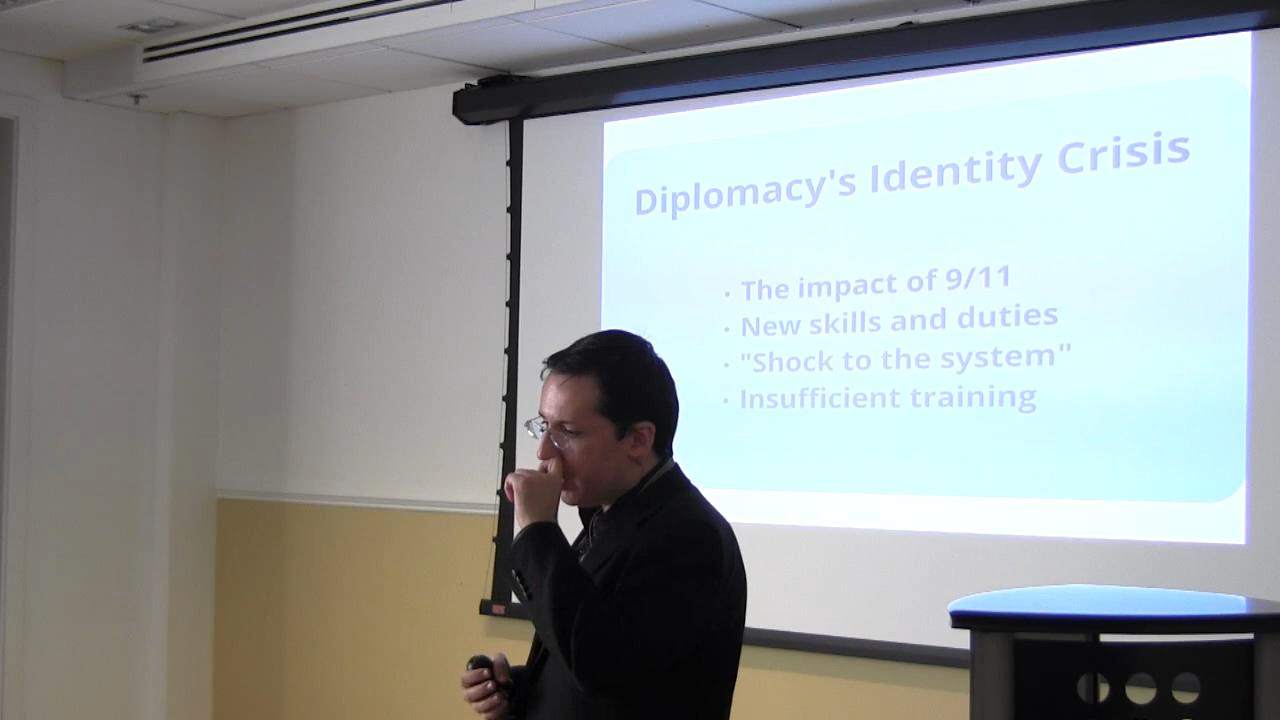 Diplomacy's Identity Crisis
· The impact of 9/11
· New skills and duties
· "Shock to the system"
· Insufficient training